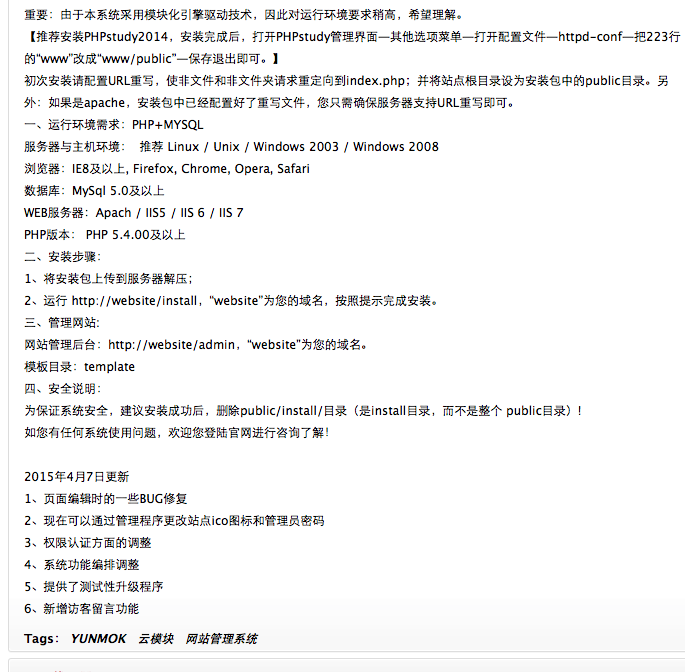 重要：由于本系统采用模块化引擎驱动技术，因此对运行环境要求稍高，希望理解。
【推荐安装PHPstudy2014，安装完成后，打开PHPstudy管理界面—其他选项菜单—打开配置文件—httpd-conf—把223行
的“www”改成“www/public”—保存退出即可。】
初次安装请配置URL重写，使非文件和非文件夹请求重定向到index.php；并将站点根目录设为安装包中的public目录。另
外：如果是apache，安装包中已经配置好了重写文件，您只需确保服务器支持URL重写即可。
一、运行环境需求：PHP+MYSQL
服务器与主机环境： 推荐 Linux / Unix / Windows 2003 / Windows 2008
浏览器：IE8及以上, Firefox, Chrome, Opera, Safari
数据库：MySql 5.0及以上
WEB服务器：Apach / IIS5 / IIS 6 / IIS 7
PHP版本： PHP 5.4.00及以上
二、安装步骤：
1、将安装包上传到服务器解压；
2、运行 http://website/install，“website”为您的域名，按照提示完成安装。
三、管理网站:
网站管理后台：http://website/admin，“website”为您的域名。
模板目录：template
四、安全说明：
为保证系统安全，建议安装成功后，删除public/install/目录（是install目录，而不是整个 public目录）!
如您有任何系统使用问题，欢迎您登陆官网进行咨询了解！
2015年4月7日更新
1、页面编辑时的一些BUG修复
2、现在可以通过管理程序更改站点ico图标和管理员密码
3、权限认证方面的调整
4、系统功能编排调整
5、提供了测试性升级程序
6、新增访客留言功能
Tags： YUNMOK 云模块 网站管理系统